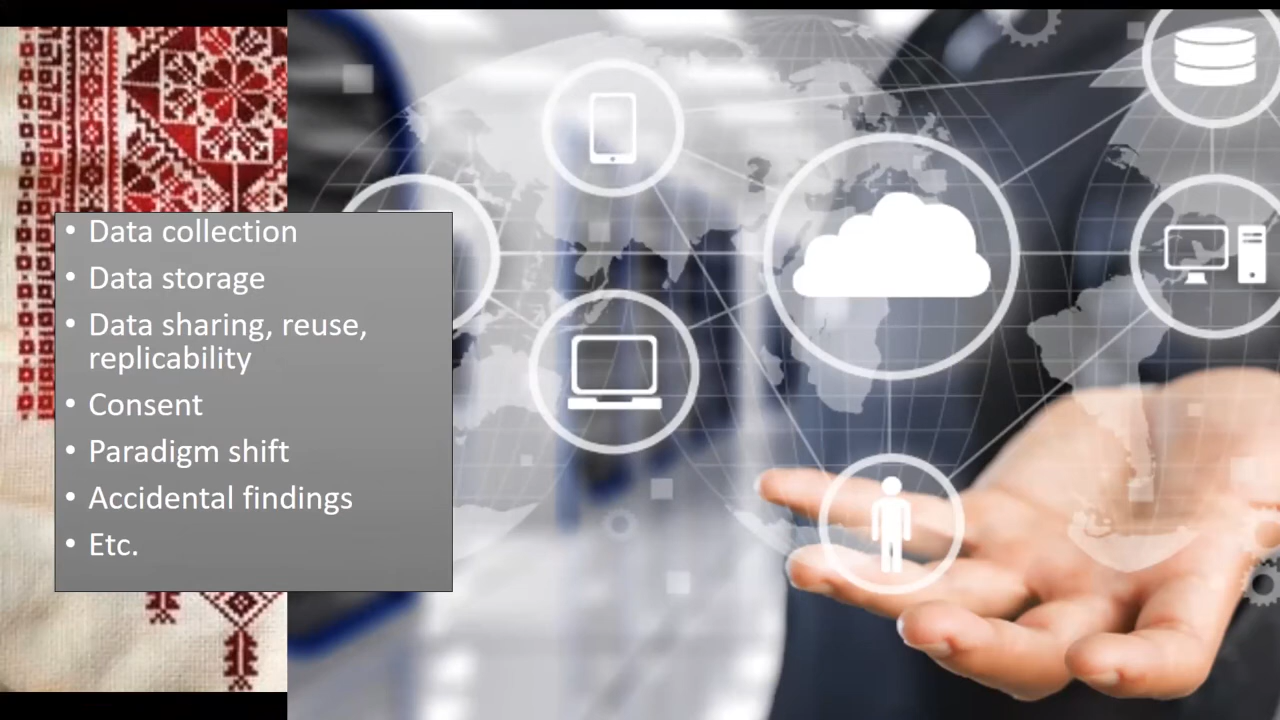 • Data collection
• Data storage
• Data sharing, reuse,
replicability
• Consent
• Paradigm shift
• Accidental findings
• Etc.